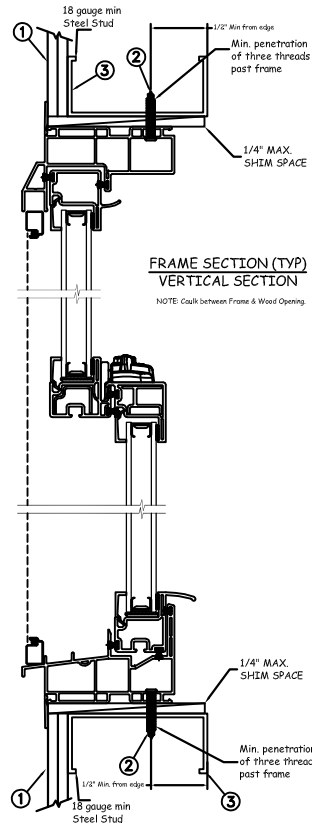 18 gauge min
Steel Stud
1
1/2" Min from edge
2
Min. penetration
of three threads
past frame
3
1/4" MAX.
SHIM SPACE
FRAME SECTION (TYP)
VERTICAL SECTION
NOTE: Caulk between Frame & Wood Opening.
1/4" MAX.
SHIM SPACE
Min. penetration
of three thread
past frame
2
1/2" Min. from edge
1
3
18 gauge min
Steel Stud